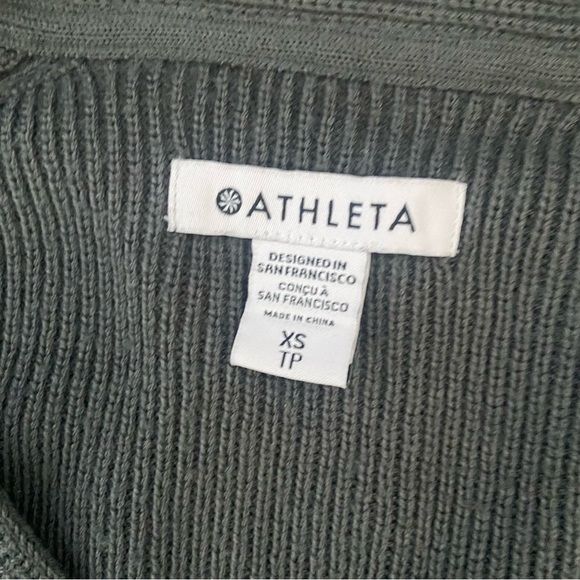 ATHLETA
DESIGNED IN
SAN FRANCISCO
CONÇU À
SAN FRANCISCO
MADE IN CHINA
XS
TP